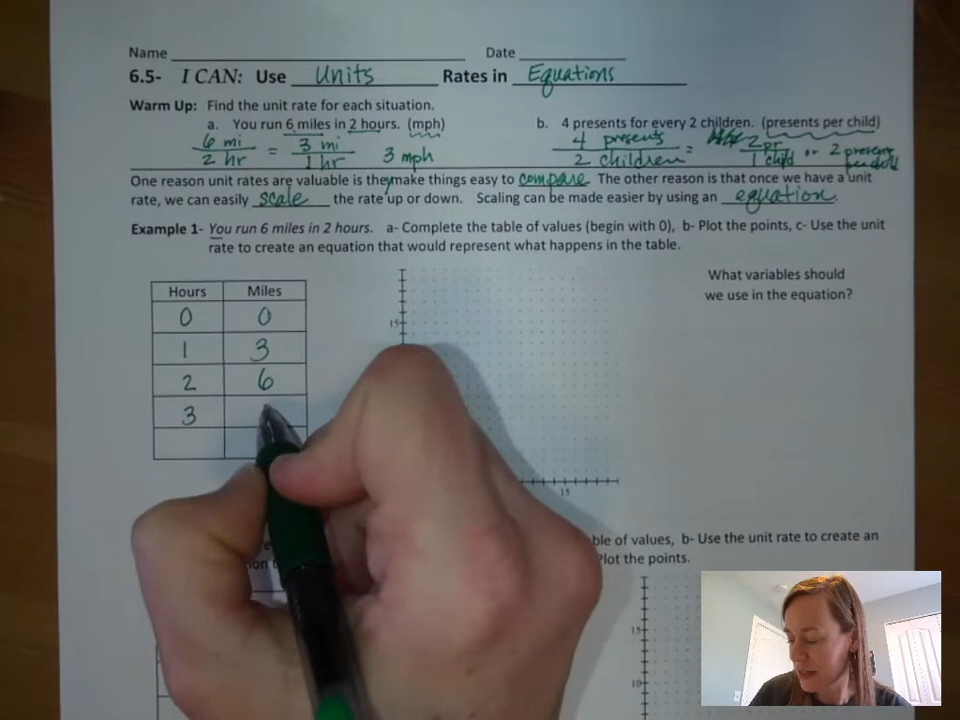 Name Date
6.5- I CAN: Use Units Rates in Equations
Warm Up: Find the unit rate for each situation.
a. You run 6 miles in 2 hours. (mph)
6 mi / 2 hr = 3 mi / 1 hr 3 mph
b. 4 presents for every 2 children. (presents per child)
4 presents / 2 children = 2 pr / 1 child or 2 presents per child
One reason unit rates are valuable is they make things easy to compare The other reason is that once we have a unit
rate, we can easily scale the rate up or down. Scaling can be made easier by using an equation.
Example 1- You run 6 miles in 2 hours. a- Complete the table of values (begin with 0), b- Plot the points, c- Use the unit
rate to create an equation that would represent what happens in the table.
Hours Miles
0 0
1 3
2 6
3
15
15
What variables should
we use in the equation?
ble of values, b- Use the unit rate to create an
Plot the points.
15
10